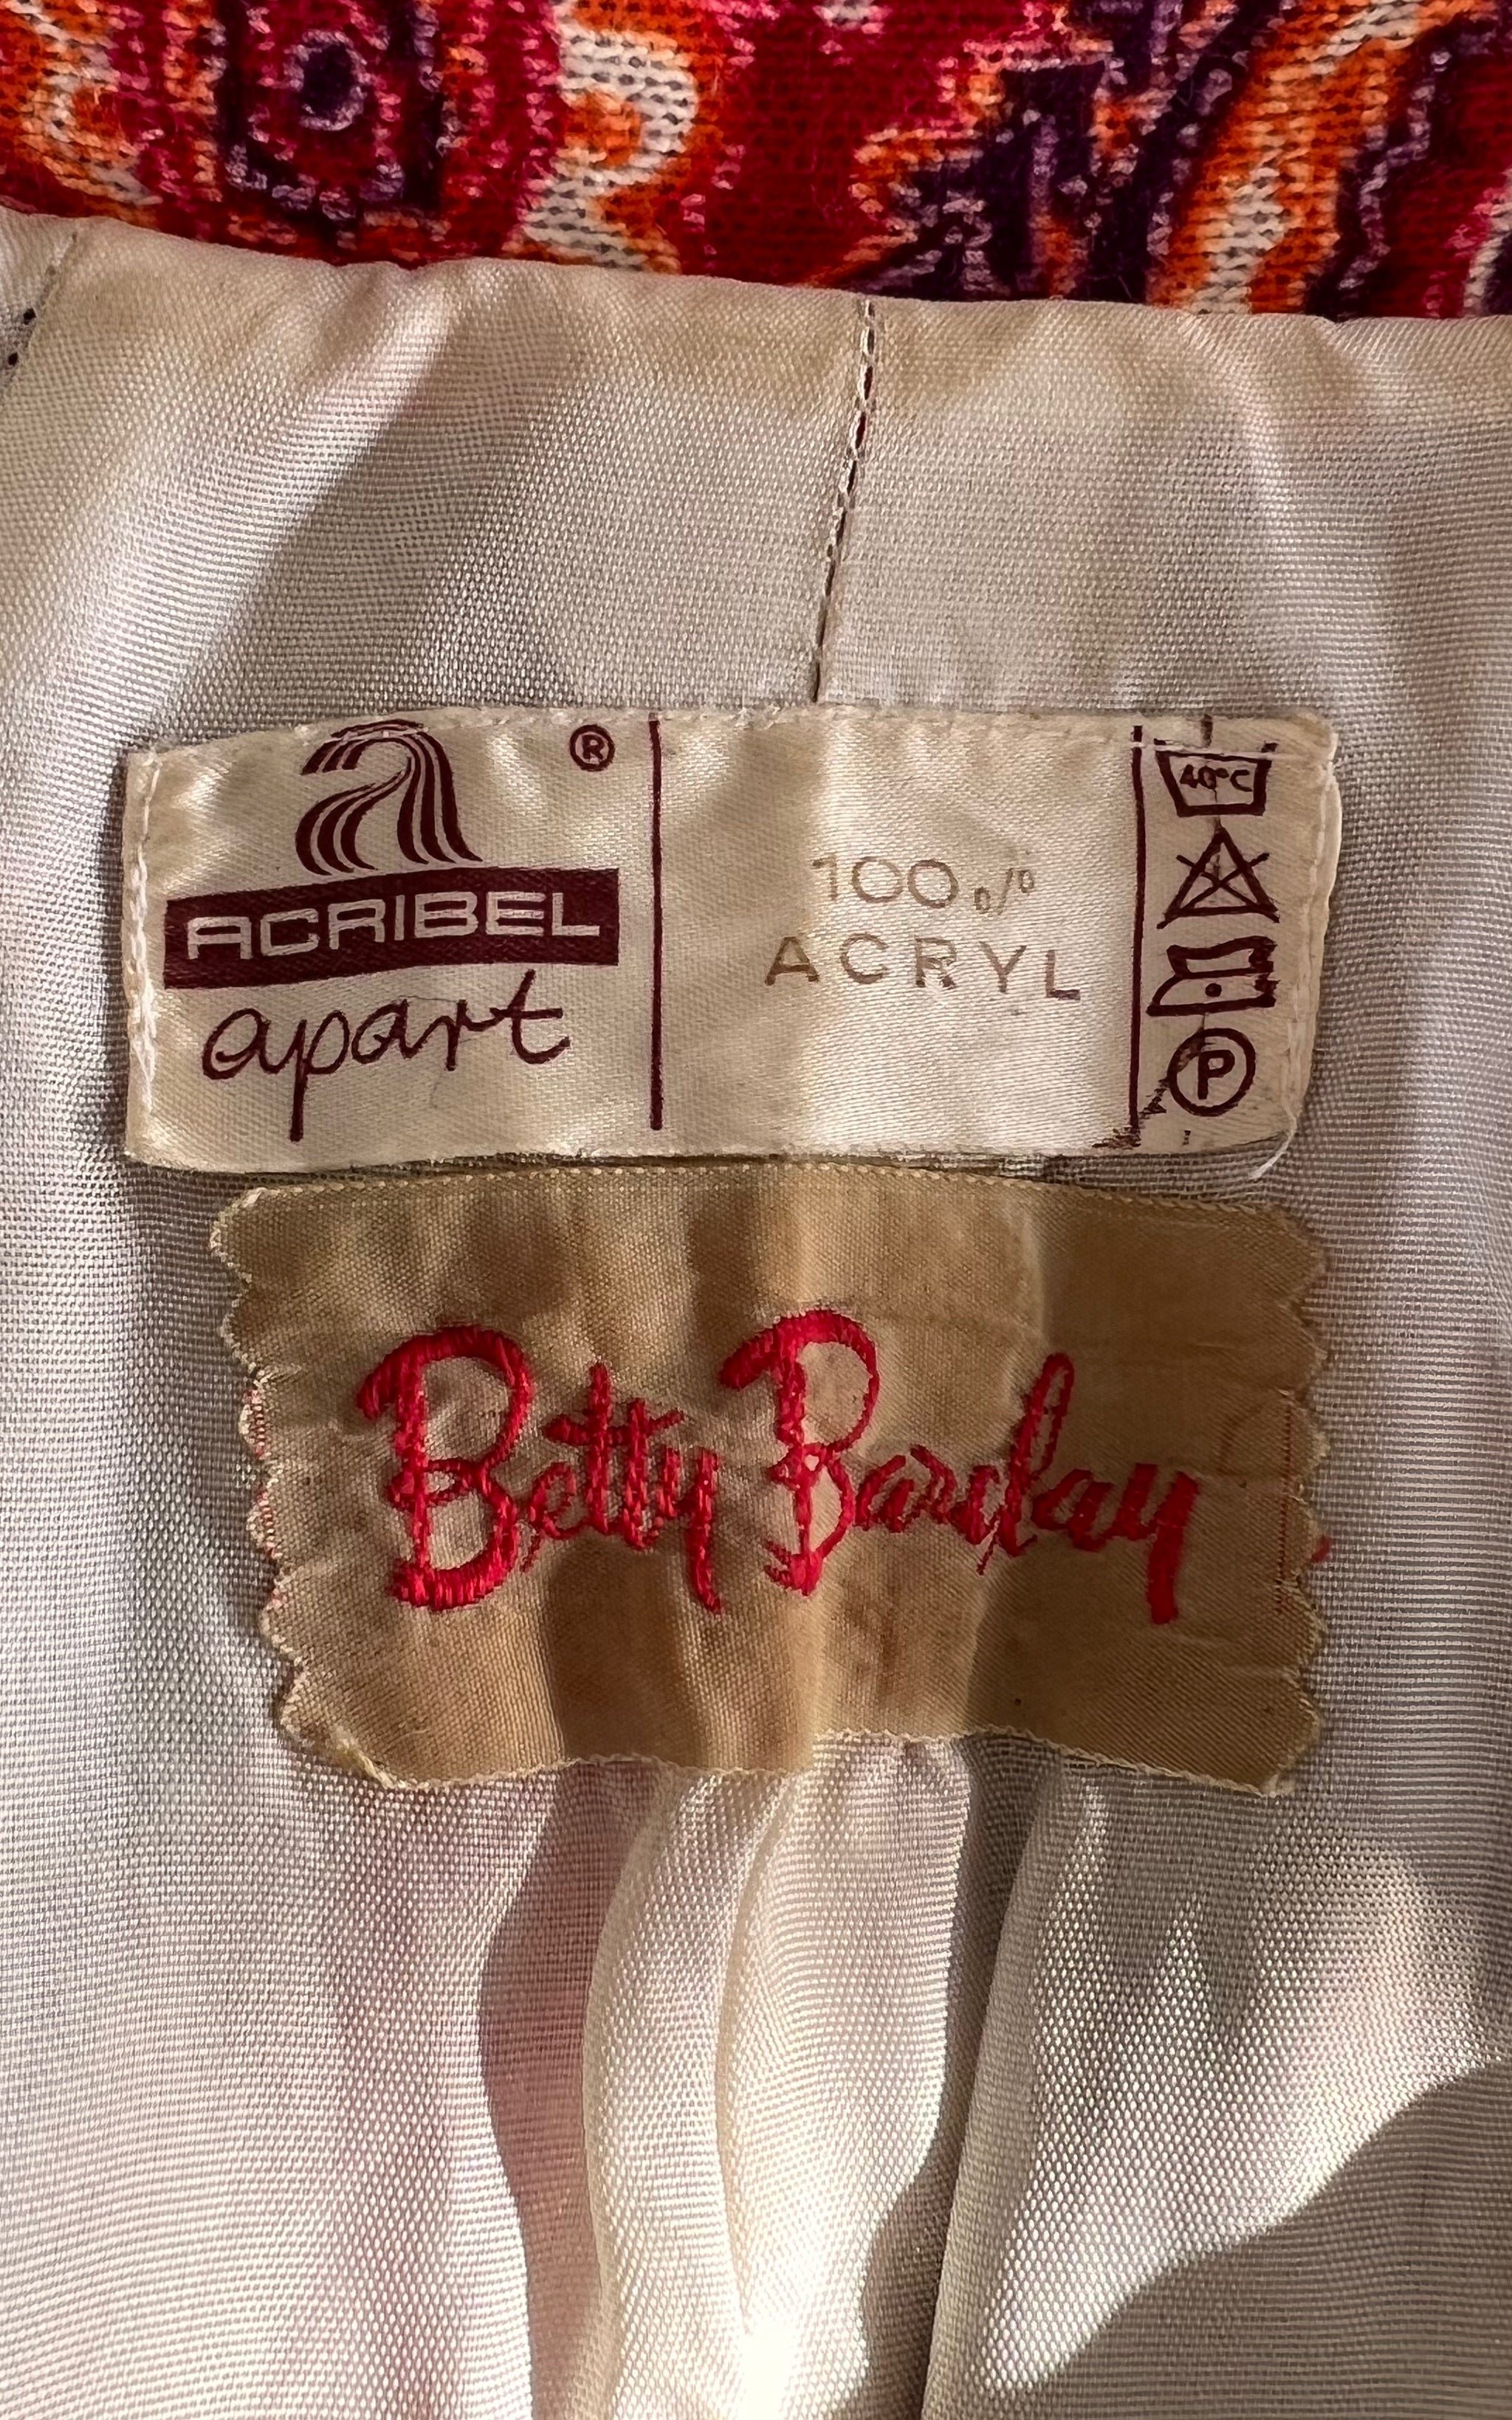 ®
ACRIBEL
apart
100 %
ACRYL
40°C
P
Betty Barclay